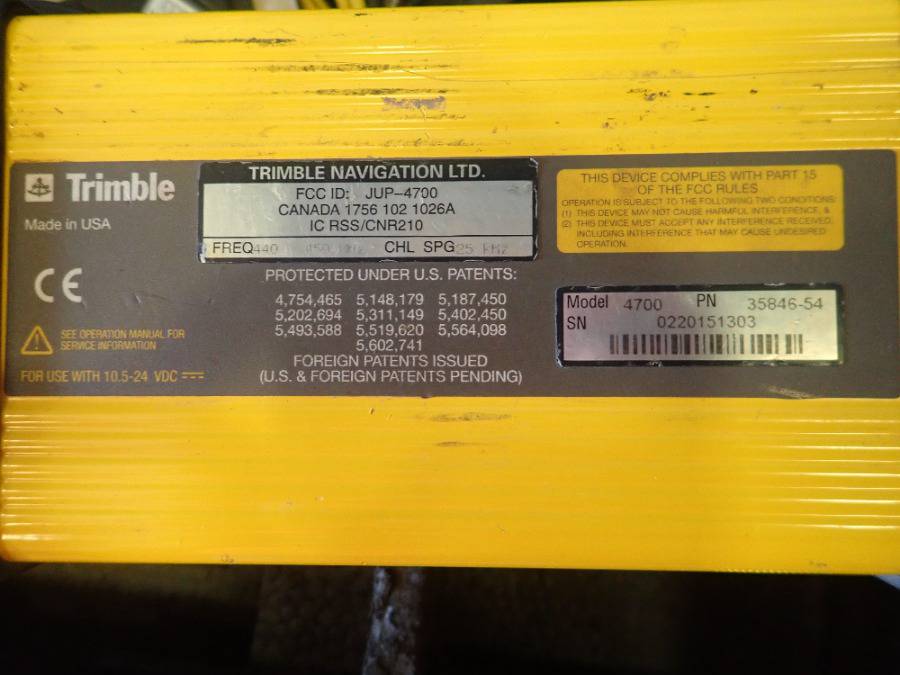 Trimble
Made in USA
CE
SEE OPERATION MANUAL FOR
SERVICE INFORMATION
FOR USE WITH 10.5-24 VDC
TRIMBLE NAVIGATION LTD.
FCC ID: JUP-4700
CANADA 1756 102 1026A
IC RSS/CNR210
FREQ 440 450 MHz CHL SPG 25 kHz
PROTECTED UNDER U.S. PATENTS:
4,754,465 5,148,179 5,187,450
5,202,694 5,311,149 5,402,450
5,493,588 5,519,620 5,564,098
5,602,741
FOREIGN PATENTS ISSUED
(U.S. & FOREIGN PATENTS PENDING)
THIS DEVICE COMPLIES WITH PART 15
OF THE FCC RULES
OPERATION IS SUBJECT TO THE FOLLOWING TWO CONDITIONS:
(1) THIS DEVICE MAY NOT CAUSE HARMFUL INTERFERENCE, &
(2) THIS DEVICE MUST ACCEPT ANY INTERFERENCE RECEIVED,
INCLUDING INTERFERENCE THAT MAY CAUSE UNDESIRED
OPERATION.
Model 4700 PN 35846-54
SN 0220151303